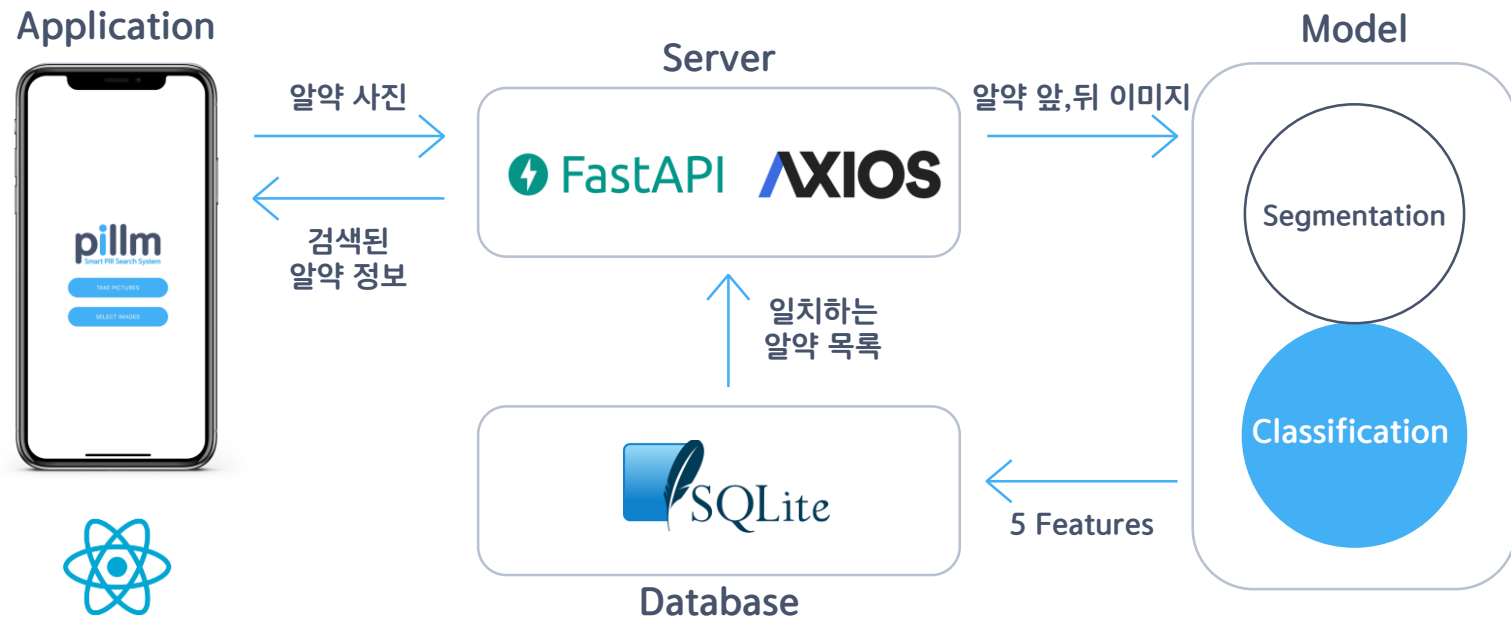 Application
pillm
Smart Pill Search System
TAKE PICTURES
SELECT IMAGES
알약 사진
검색된
알약 정보
Server
FastAPI
AXIOS
알약 앞,뒤 이미지
Model
Segmentation
Classification
5 Features
일치하는
알약 목록
SQLite
Database